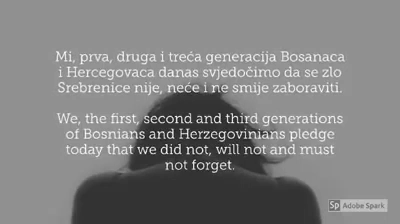 Mi, prva, druga i treća generacija Bosanaca
i Hercegovaca danas svjedočimo da se zlo
Srebrenice nije, neće i ne smije zaboraviti.
We, the first, second and third generations
of Bosnians and Herzegovinians pledge
today that we did not, will not and must
not forget.
Sp Adobe Spark